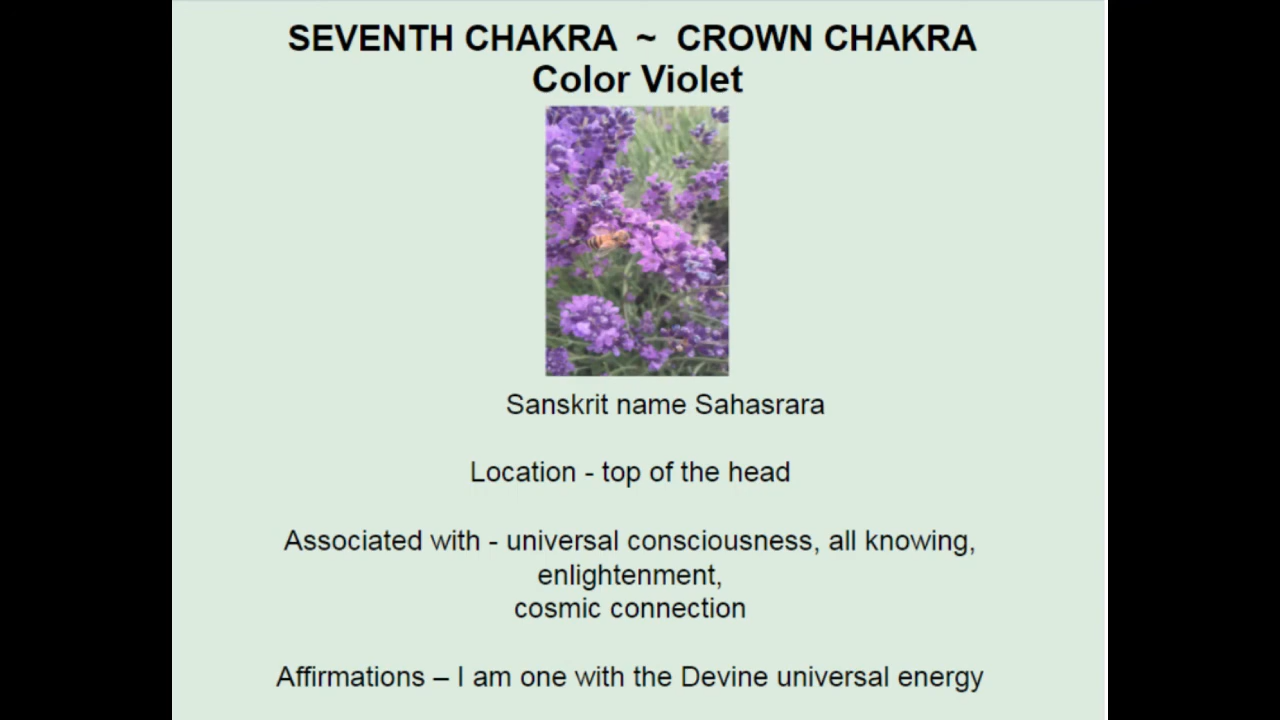 SEVENTH CHAKRA ~ CROWN CHAKRA
Color Violet
Sanskrit name Sahasrara
Location - top of the head
Associated with - universal consciousness, all knowing,
enlightenment,
cosmic connection
Affirmations – I am one with the Devine universal energy